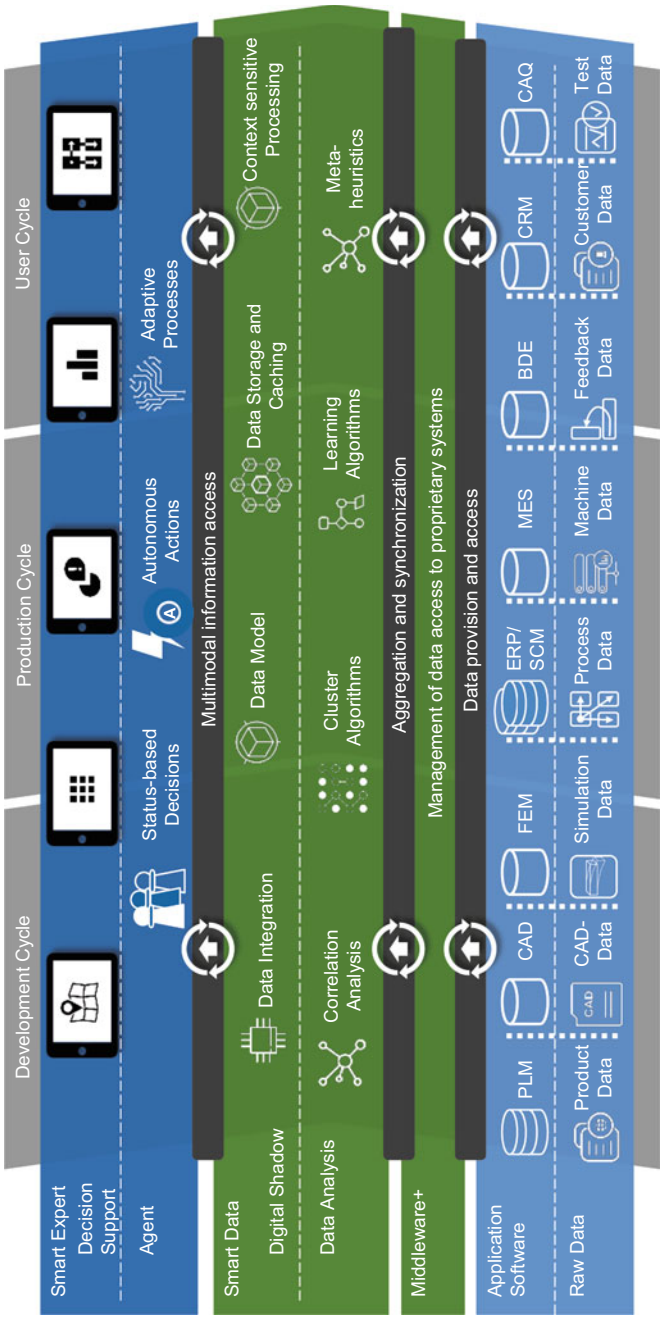 Development Cycle
Production Cycle
User Cycle
Smart Expert
Decision
Support
Agent
Status-based
Decisions
Autonomous
Actions
A
Adaptive
Processes
Multimodal information access
Smart Data
Digital Shadow
Data Integration
Data Model
Data Storage and
Caching
Context sensitive
Processing
Data Analysis
Correlation
Analysis
Cluster
Algorithms
Learning
Algorithms
Meta-
heuristics
Aggregation and synchronization
Middleware+
Management of data access to proprietary systems
Data provision and access
Application
Software
PLM
CAD
FEM
ERP/
SCM
MES
BDE
CRM
CAQ
Raw Data
Product
Data
CAD
CAD-
Data
Simulation
Data
Process
Data
Machine
Data
Feedback
Data
Customer
Data
Test
Data